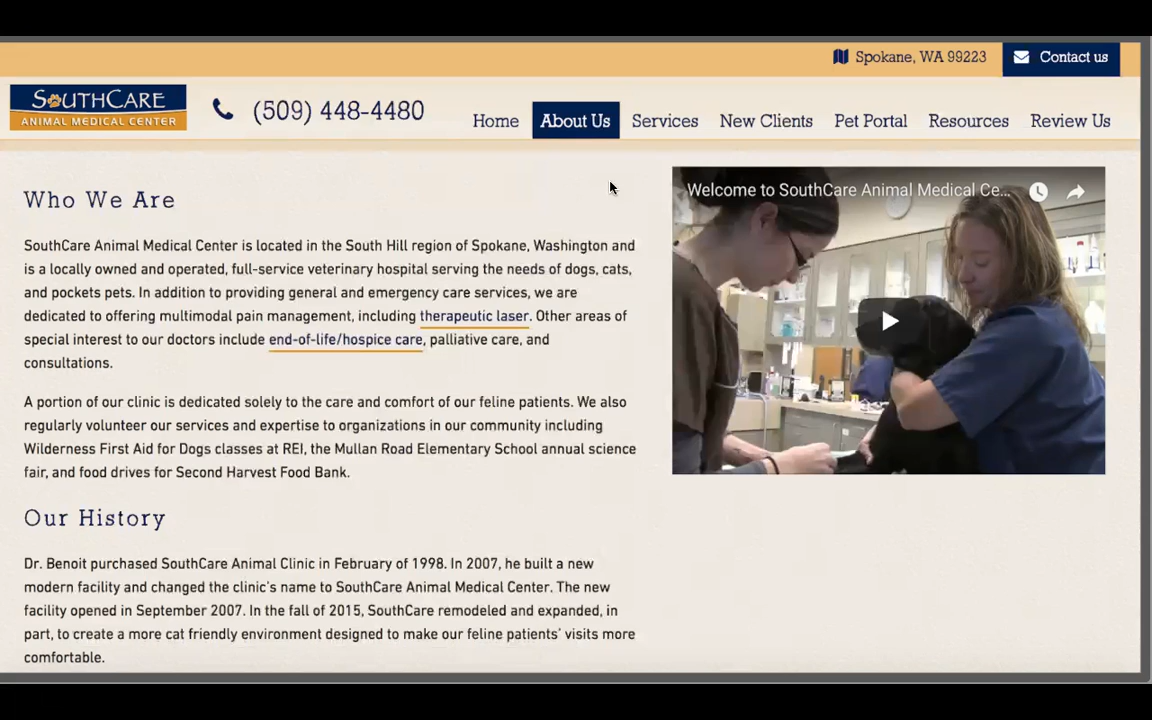 Spokane, WA 99223
Contact us
SOUTHCARE
ANIMAL MEDICAL CENTER
(509) 448-4480
Home
About Us
Services
New Clients
Pet Portal
Resources
Review Us
Welcome to SouthCare Animal Medical Ce...
Who We Are
SouthCare Animal Medical Center is located in the South Hill region of Spokane, Washington and
is a locally owned and operated, full-service veterinary hospital serving the needs of dogs, cats,
and pockets pets. In addition to providing general and emergency care services, we are
dedicated to offering multimodal pain management, including therapeutic laser. Other areas of
special interest to our doctors include end-of-life/hospice care, palliative care, and
consultations.
A portion of our clinic is dedicated solely to the care and comfort of our feline patients. We also
regularly volunteer our services and expertise to organizations in our community including
Wilderness First Aid for Dogs classes at REI, the Mullan Road Elementary School annual science
fair, and food drives for Second Harvest Food Bank.
Our History
Dr. Benoit purchased SouthCare Animal Clinic in February of 1998. In 2007, he built a new
modern facility and changed the clinic's name to SouthCare Animal Medical Center. The new
facility opened in September 2007. In the fall of 2015, SouthCare remodeled and expanded, in
part, to create a more cat friendly environment designed to make our feline patients' visits more
comfortable.